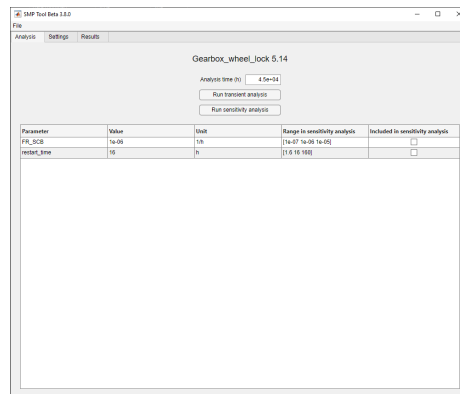 SMP Tool Beta 3.8.0
File
Analysis Settings Results
Gearbox_wheel_lock 5.14
Analysis time (h) 4.5e+04
Run transient analysis
Run sensitivity analysis
Parameter Value Unit Range in sensitivity analysis Included in sensitivity analysis
FR_SCB 1e-06 1/h [1e-07 1e-06 1e-05]
restart_time 16 h [1.6 16 160]